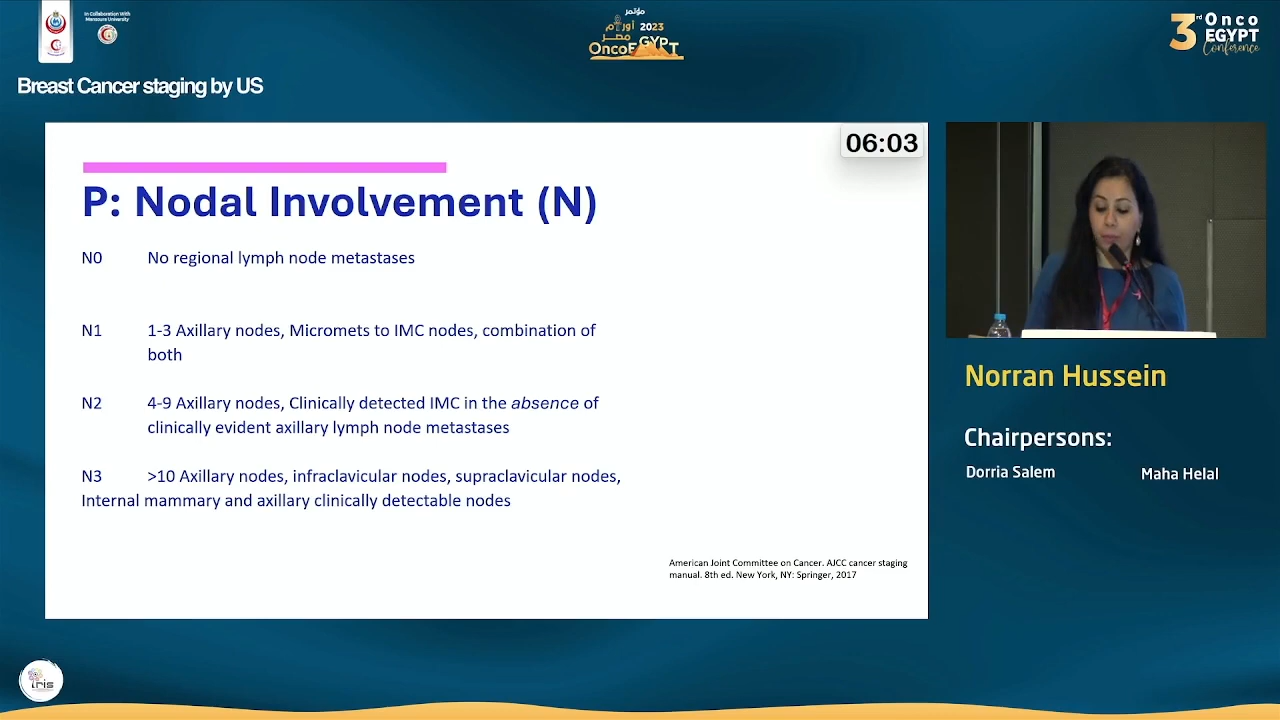 In Collaboration With
Mansoura University
مؤتمر
أورام 2023
مصر
OncoEGYPT
3rd Onco
EGYPT
Conference
Breast Cancer staging by US
06:03
P: Nodal Involvement (N)
N0 No regional lymph node metastases
N1 1-3 Axillary nodes, Micromets to IMC nodes, combination of
both
N2 4-9 Axillary nodes, Clinically detected IMC in the absence of
clinically evident axillary lymph node metastases
N3 >10 Axillary nodes, infraclavicular nodes, supraclavicular nodes,
Internal mammary and axillary clinically detectable nodes
American Joint Committee on Cancer. AJCC cancer staging
manual. 8th ed. New York, NY: Springer, 2017
Norran Hussein
Chairpersons:
Dorria Salem Maha Helal
iris